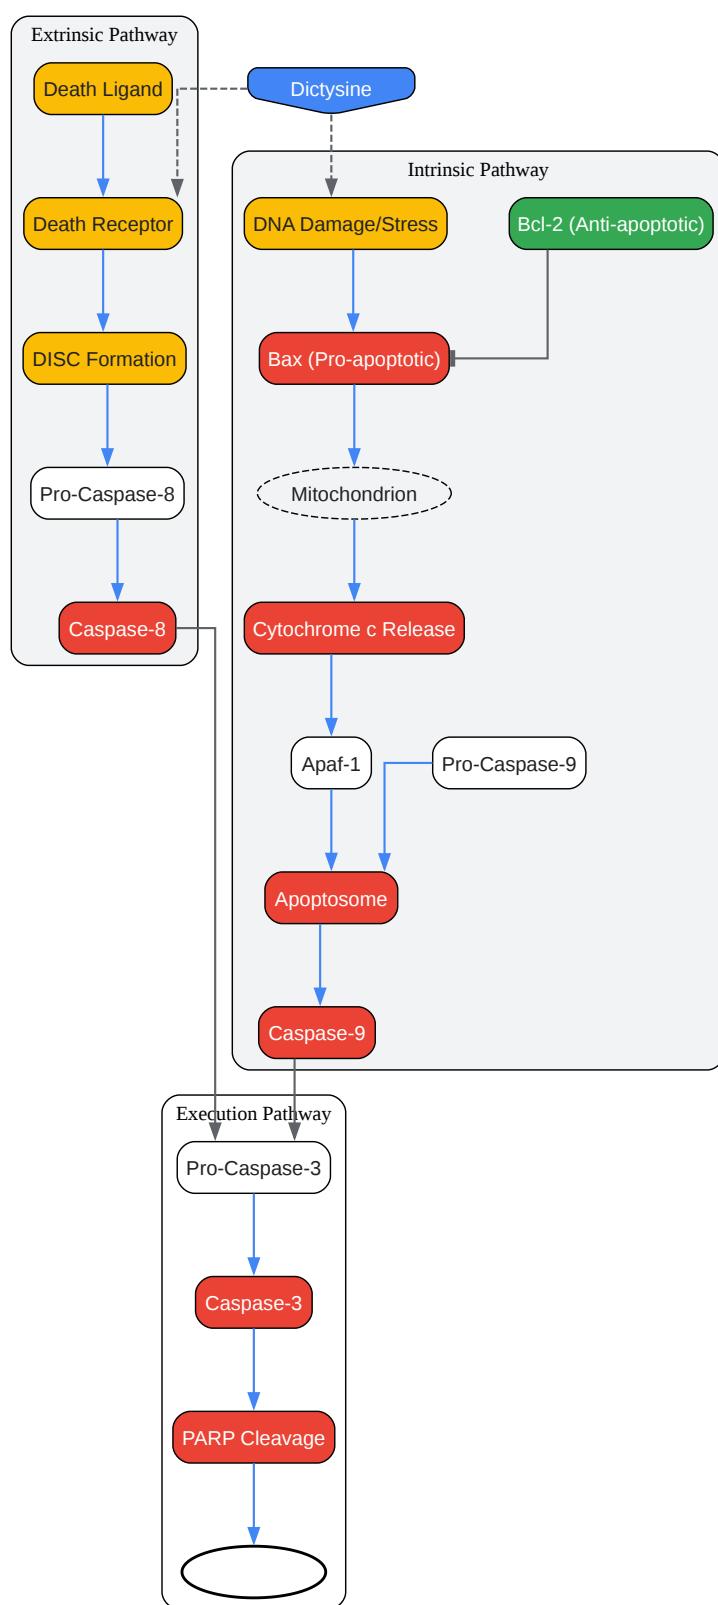 Extrinsic Pathway
Death Ligand
Dictysine
Intrinsic Pathway
Death Receptor
DNA Damage/Stress
Bcl-2 (Anti-apoptotic)
DISC Formation
Bax (Pro-apoptotic)
Pro-Caspase-8
Mitochondrion
Caspase-8
Cytochrome c Release
Apaf-1
Pro-Caspase-9
Apoptosome
Caspase-9
Execution Pathway
Pro-Caspase-3
Caspase-3
PARP Cleavage